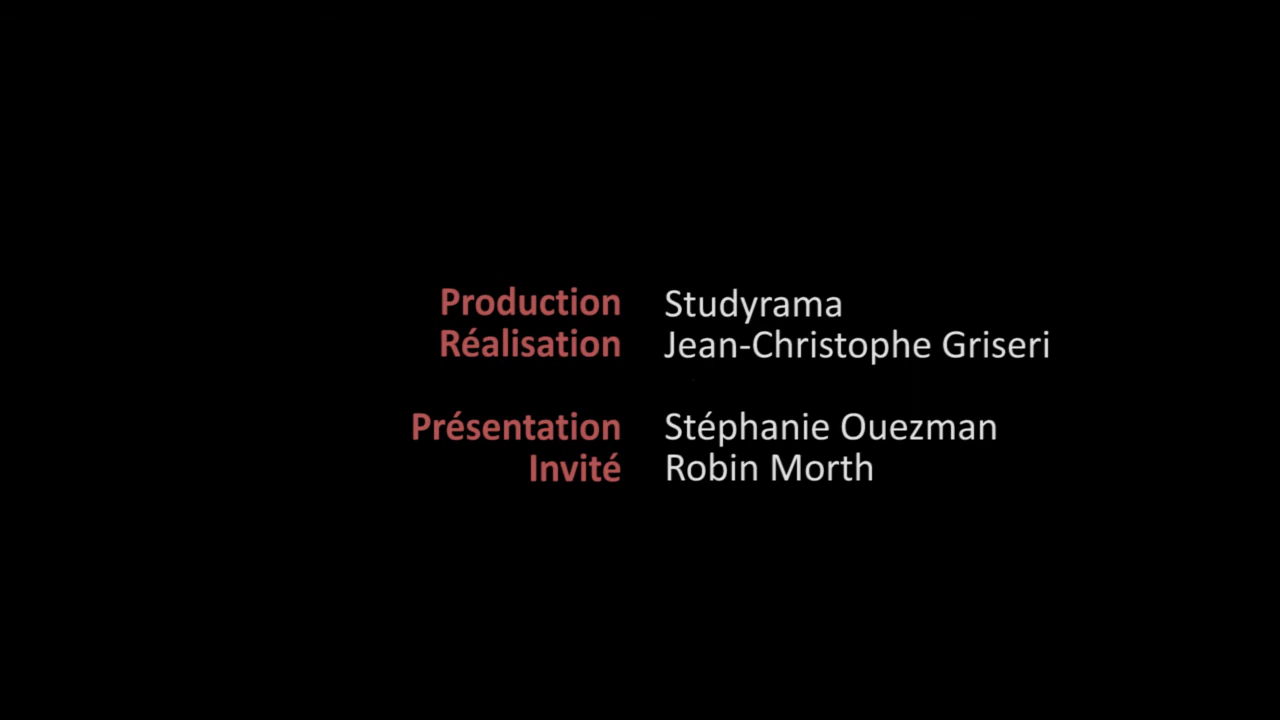 Production Studyrama
Réalisation Jean-Christophe Griseri
Présentation Stéphanie Ouezman
Invité Robin Morth